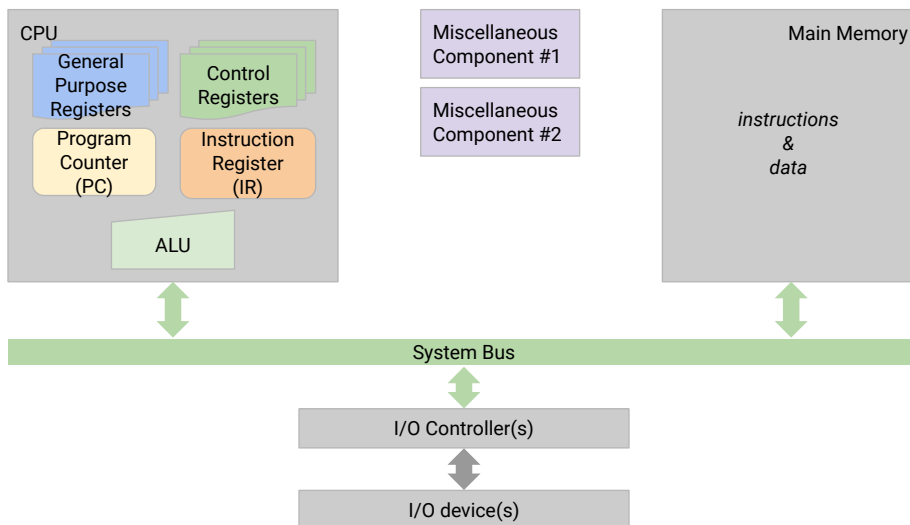 CPU
General
Purpose
Registers
Control
Registers
Program
Counter
(PC)
Instruction
Register
(IR)
ALU
Miscellaneous
Component #1
Miscellaneous
Component #2
Main Memory
instructions
&
data
System Bus
I/O Controller(s)
I/O device(s)